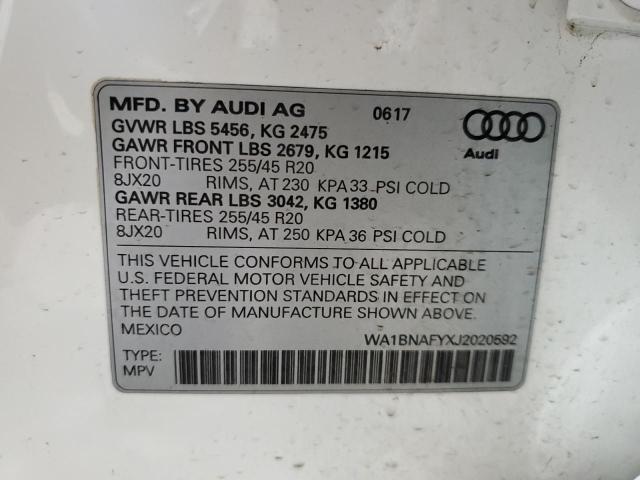 MFD. BY AUDI AG 0617
GVWR LBS 5456, KG 2475
GAWR FRONT LBS 2679, KG 1215
FRONT-TIRES 255/45 R20
8JX20 RIMS, AT 230 KPA 33 PSI COLD
GAWR REAR LBS 3042, KG 1380
REAR-TIRES 255/45 R20
8JX20 RIMS, AT 250 KPA 36 PSI COLD
Audi
THIS VEHICLE CONFORMS TO ALL APPLICABLE
U.S. FEDERAL MOTOR VEHICLE SAFETY AND
THEFT PREVENTION STANDARDS IN EFFECT ON
THE DATE OF MANUFACTURE SHOWN ABOVE.
MEXICO WA1BNAFYXJ2020592
TYPE:
MPV